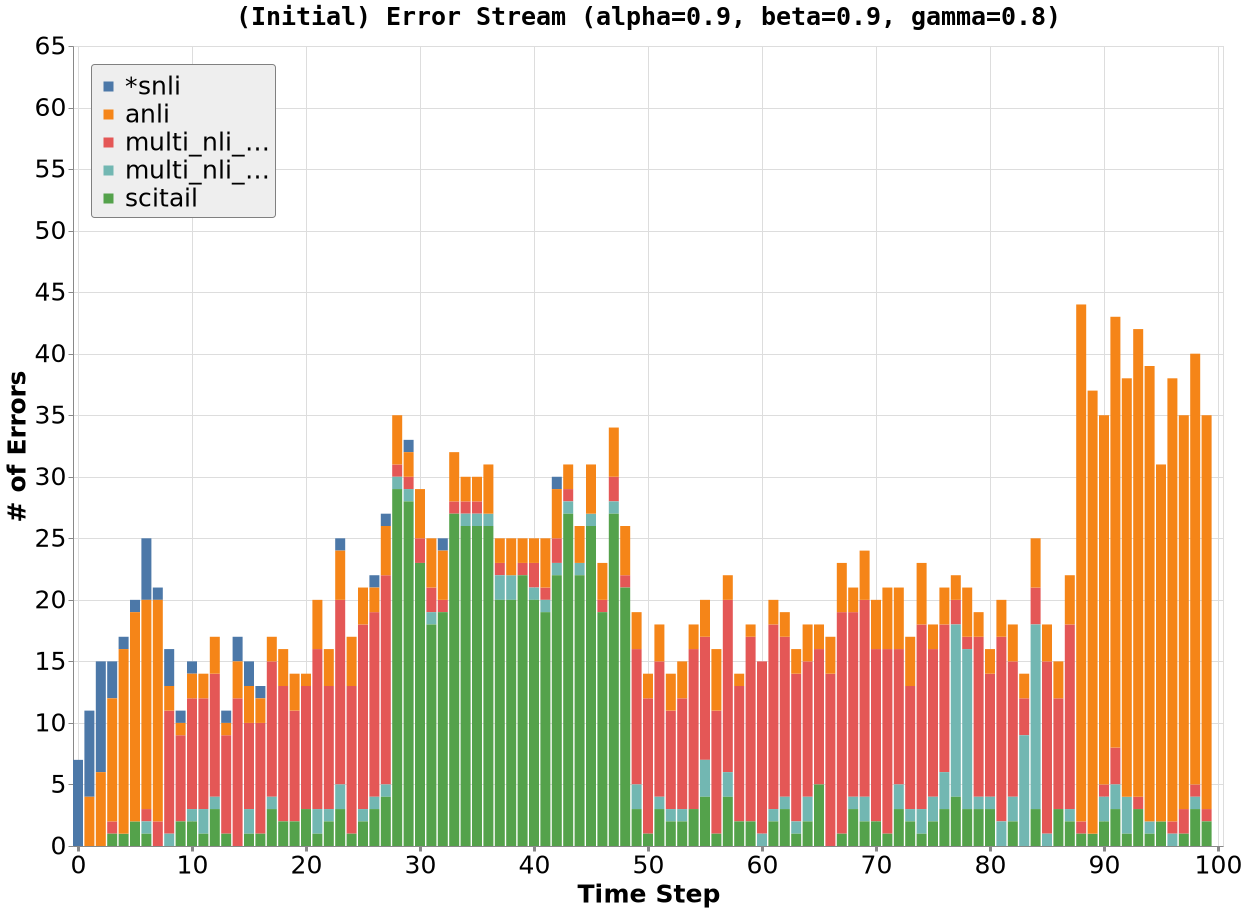 (Initial) Error Stream (alpha=0.9, beta=0.9, gamma=0.8)
65
60
55
50
45
40
35
30
25
20
15
10
5
0
# of Errors
*snli
anli
multi_nli_...
multi_nli_...
scitail
0 10 20 30 40 50 60 70 80 90 100
Time Step